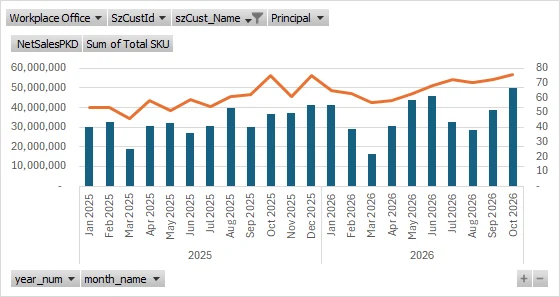 Workplace Office SzCustId szCust_Name Principal
NetSalesPKD Sum of Total SKU
60,000,000 80
50,000,000 70
40,000,000 60
30,000,000 50
20,000,000 40
10,000,000 30
- 20
10
-
Jan 2025
Feb 2025
Mar 2025
Apr 2025
May 2025
Jun 2025
Jul 2025
Aug 2025
Sep 2025
Oct 2025
Nov 2025
Dec 2025
Jan 2026
Feb 2026
Mar 2026
Apr 2026
May 2026
Jun 2026
Jul 2026
Aug 2026
Sep 2026
Oct 2026
2025 2026
year_num month_name + -